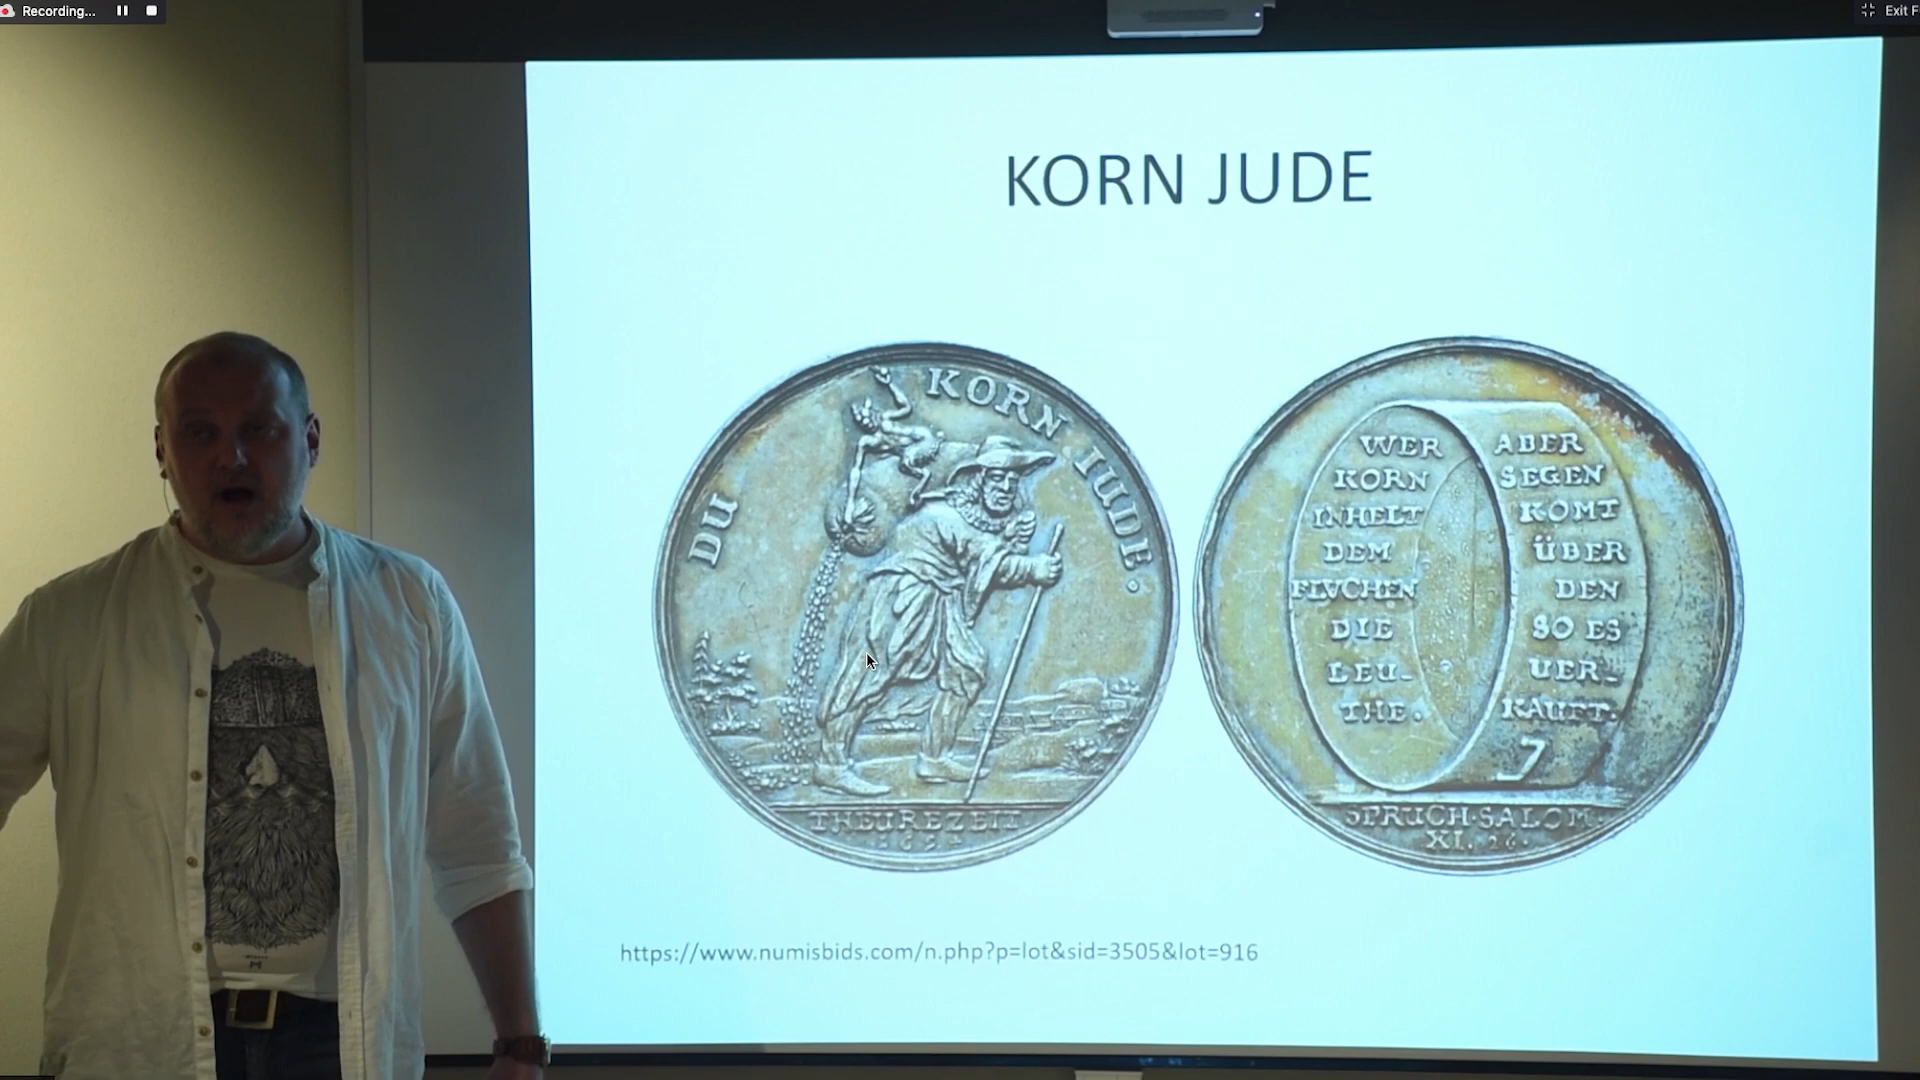 Recording...
Exit F
KORN JUDE
DU KORN IUDE.
THEUREZEIT.
WER
KORN
INHELT
DEM
FLVCHEN
DIE
LEU-
THE.
ABER
SEGEN
KOMT
ÜBER
DEN
SO ES
UER-
KAUFT.
SPRUCH·SALOM.
XI. 26.
https://www.numisbids.com/n.php?p=lot&sid=3505&lot=916